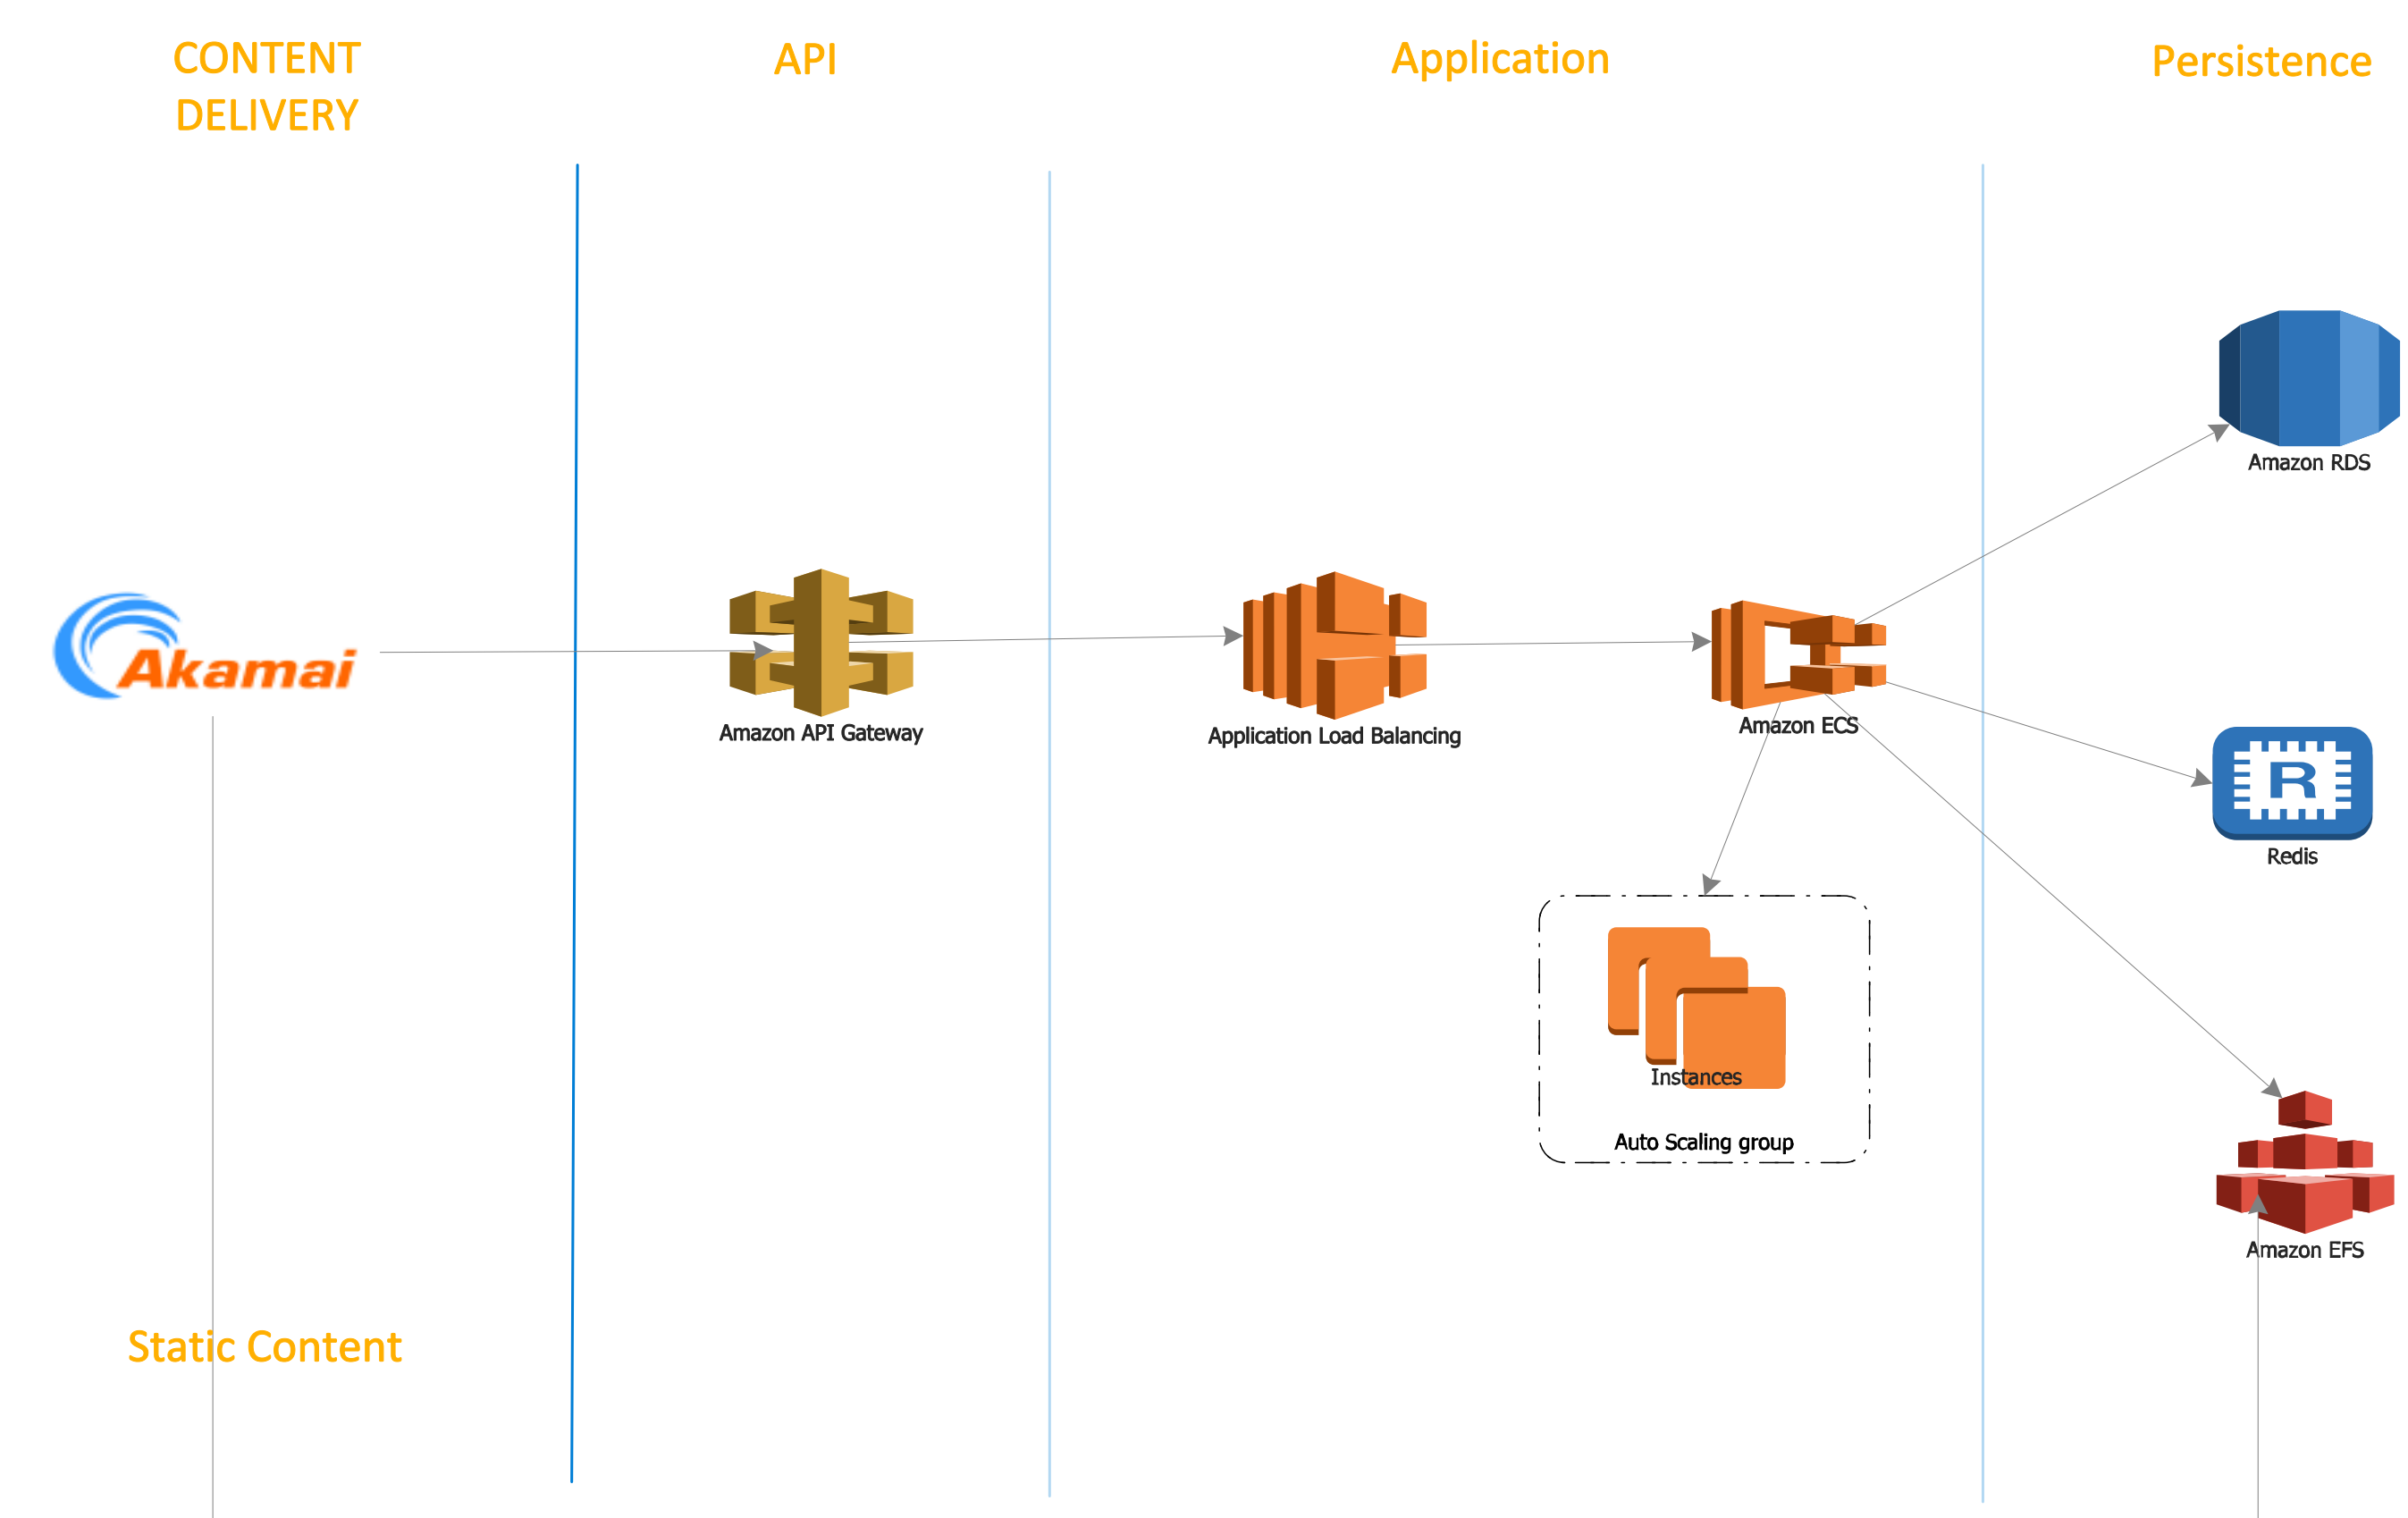 CONTENT
DELIVERY
API
Application
Persistence
Amazon RDS
Akamai
Amazon API Gateway
Application Load Balancing
Amazon ECS
R
Redis
Instances
Auto Scaling group
Amazon EFS
Static Content